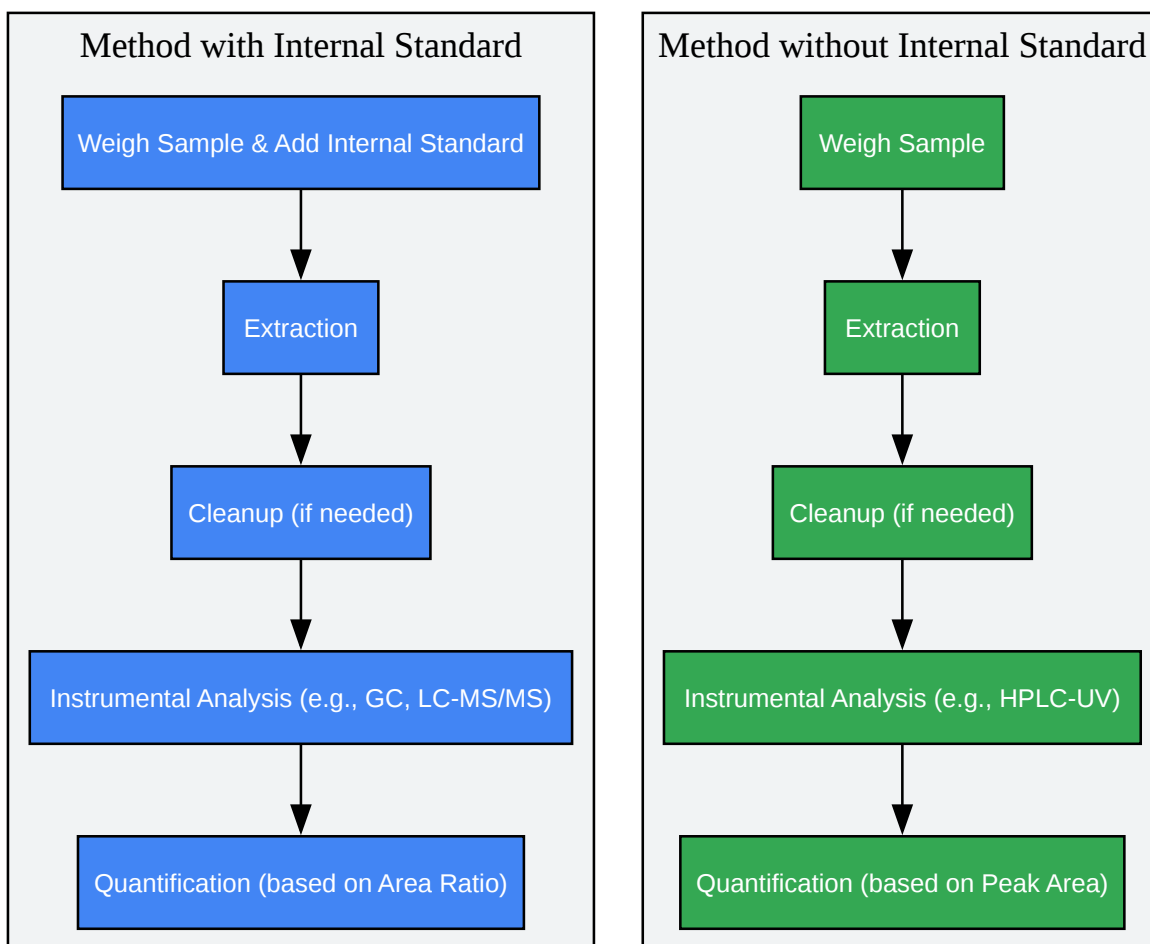 Method with Internal Standard
Weigh Sample & Add Internal Standard
Extraction
Cleanup (if needed)
Instrumental Analysis (e.g., GC, LC-MS/MS)
Quantification (based on Area Ratio)
Method without Internal Standard
Weigh Sample
Extraction
Cleanup (if needed)
Instrumental Analysis (e.g., HPLC-UV)
Quantification (based on Peak Area)